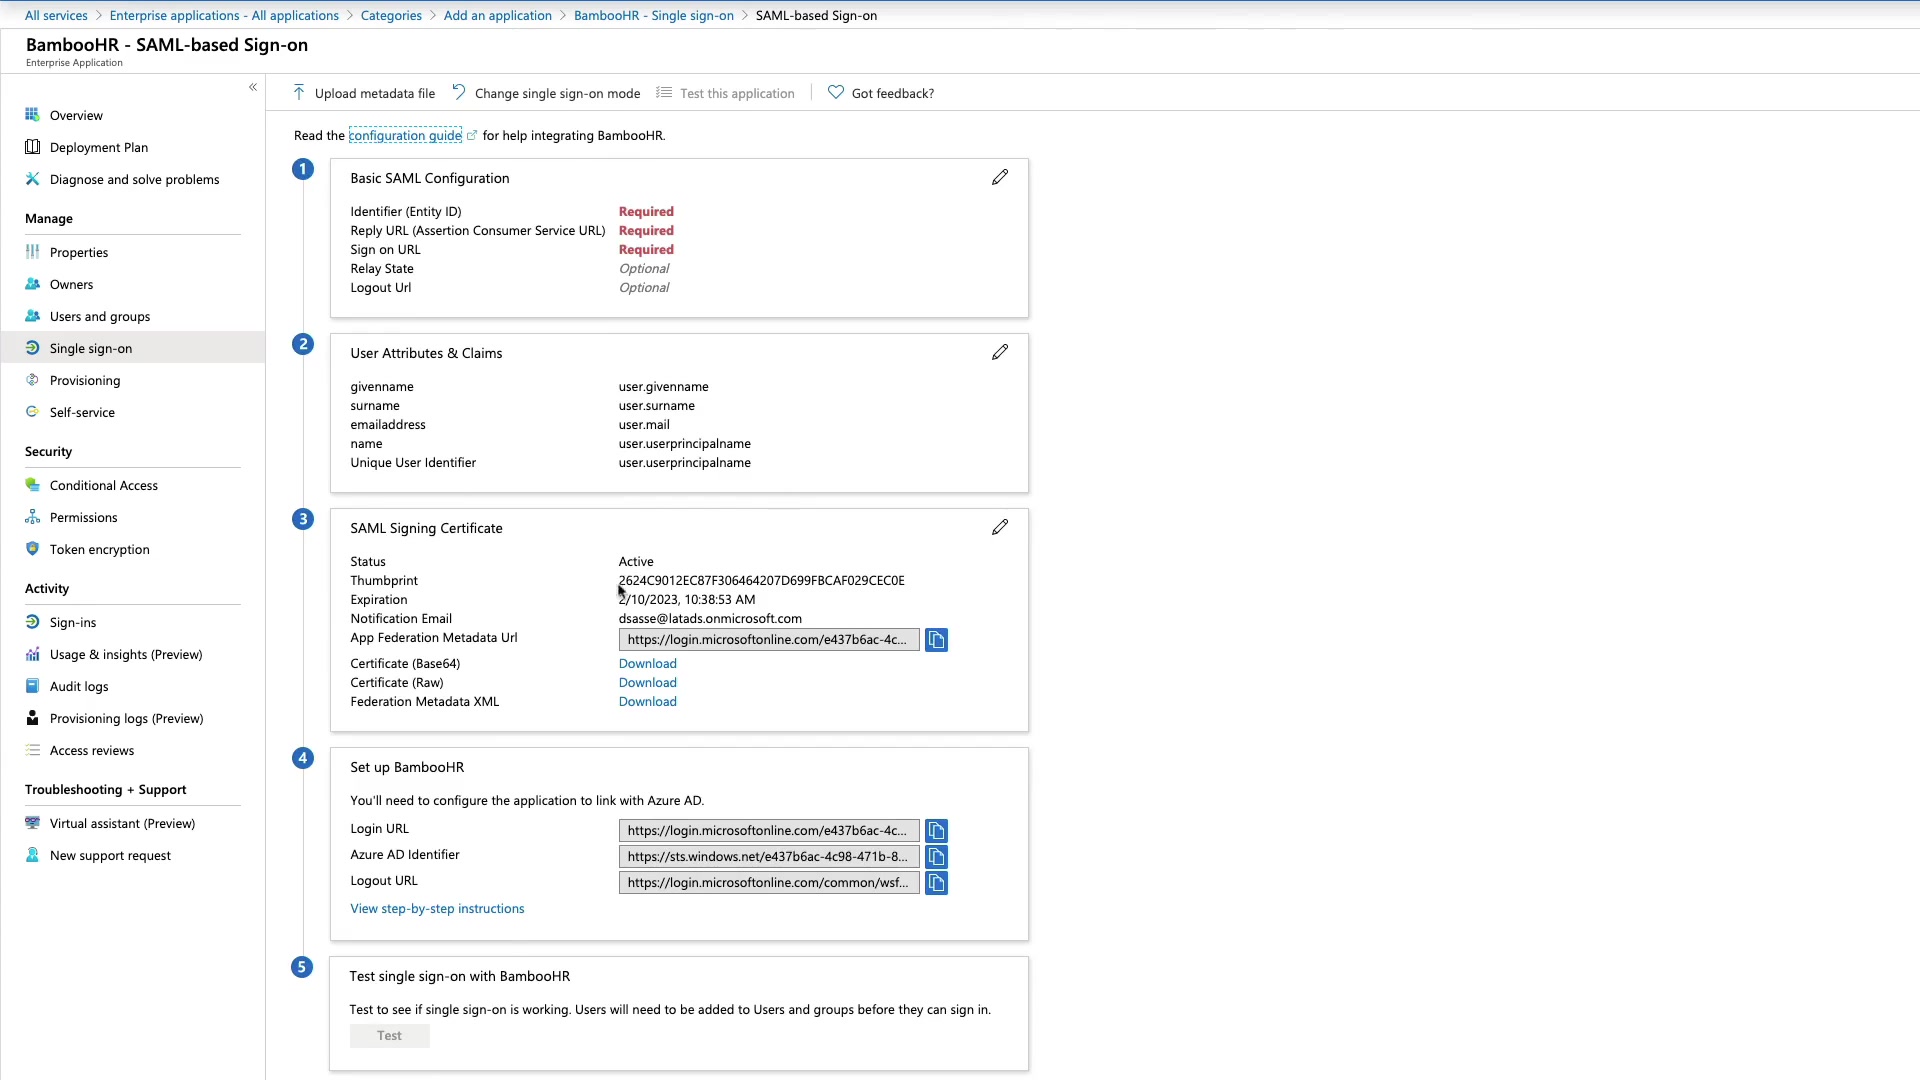 All services > Enterprise applications - All applications > Categories > Add an application > BambooHR - Single sign-on > SAML-based Sign-on
BambooHR - SAML-based Sign-on
Enterprise Application
«
Overview
Deployment Plan
Diagnose and solve problems
Manage
Properties
Owners
Users and groups
Single sign-on
Provisioning
Self-service
Security
Conditional Access
Permissions
Token encryption
Activity
Sign-ins
Usage & insights (Preview)
Audit logs
Provisioning logs (Preview)
Access reviews
Troubleshooting + Support
Virtual assistant (Preview)
New support request
Upload metadata file Change single sign-on mode Test this application Got feedback?
Read the configuration guide for help integrating BambooHR.
1
Basic SAML Configuration
Identifier (Entity ID) Required
Reply URL (Assertion Consumer Service URL) Required
Sign on URL Required
Relay State Optional
Logout Url Optional
2
User Attributes & Claims
givenname user.givenname
surname user.surname
emailaddress user.mail
name user.userprincipalname
Unique User Identifier user.userprincipalname
3
SAML Signing Certificate
Status Active
Thumbprint 2624C9012EC87F306464207D699FBCAF029CEC0E
Expiration 2/10/2023, 10:38:53 AM
Notification Email dsasse@latads.onmicrosoft.com
App Federation Metadata Url https://login.microsoftonline.com/e437b6ac-4c...
Certificate (Base64) Download
Certificate (Raw) Download
Federation Metadata XML Download
4
Set up BambooHR
You'll need to configure the application to link with Azure AD.
Login URL https://login.microsoftonline.com/e437b6ac-4c...
Azure AD Identifier https://sts.windows.net/e437b6ac-4c98-471b-8...
Logout URL https://login.microsoftonline.com/common/wsf...
View step-by-step instructions
5
Test single sign-on with BambooHR
Test to see if single sign-on is working. Users will need to be added to Users and groups before they can sign in.
Test